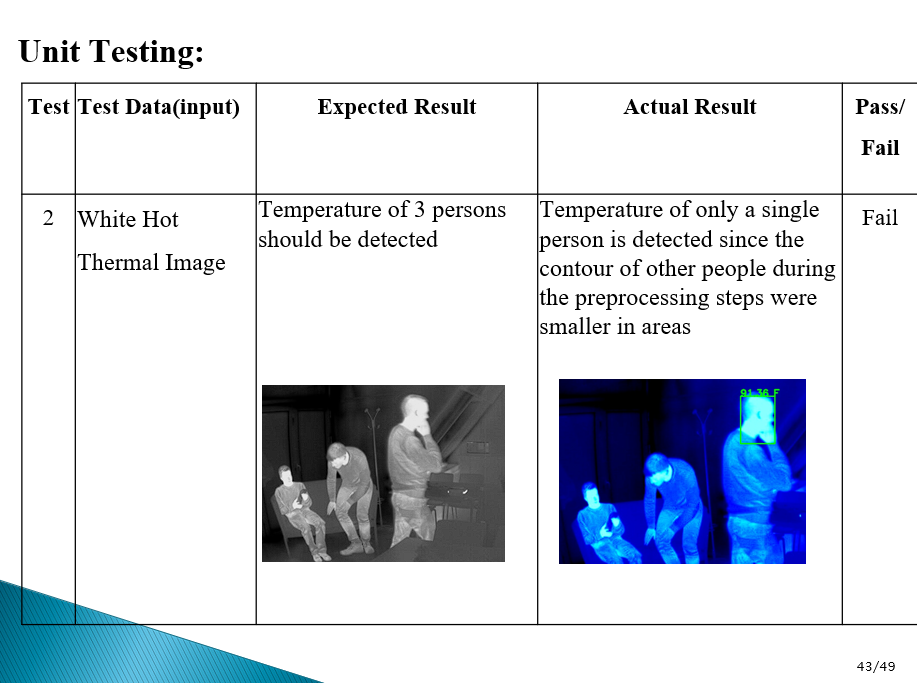 Unit Testing:
Test Test Data(input) Expected Result Actual Result Pass/
Fail
2 White Hot
Thermal Image
Temperature of 3 persons
should be detected
Temperature of only a single
person is detected since the
contour of other people during
the preprocessing steps were
smaller in areas
Fail
91.36 F
43/49